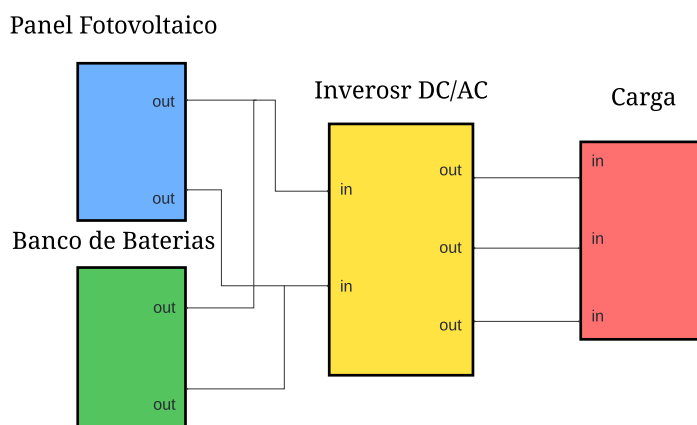 Panel Fotovoltaico
out
out
Banco de Baterias
out
out
Inverosr DC/AC
in
in
out
out
out
Carga
in
in
in